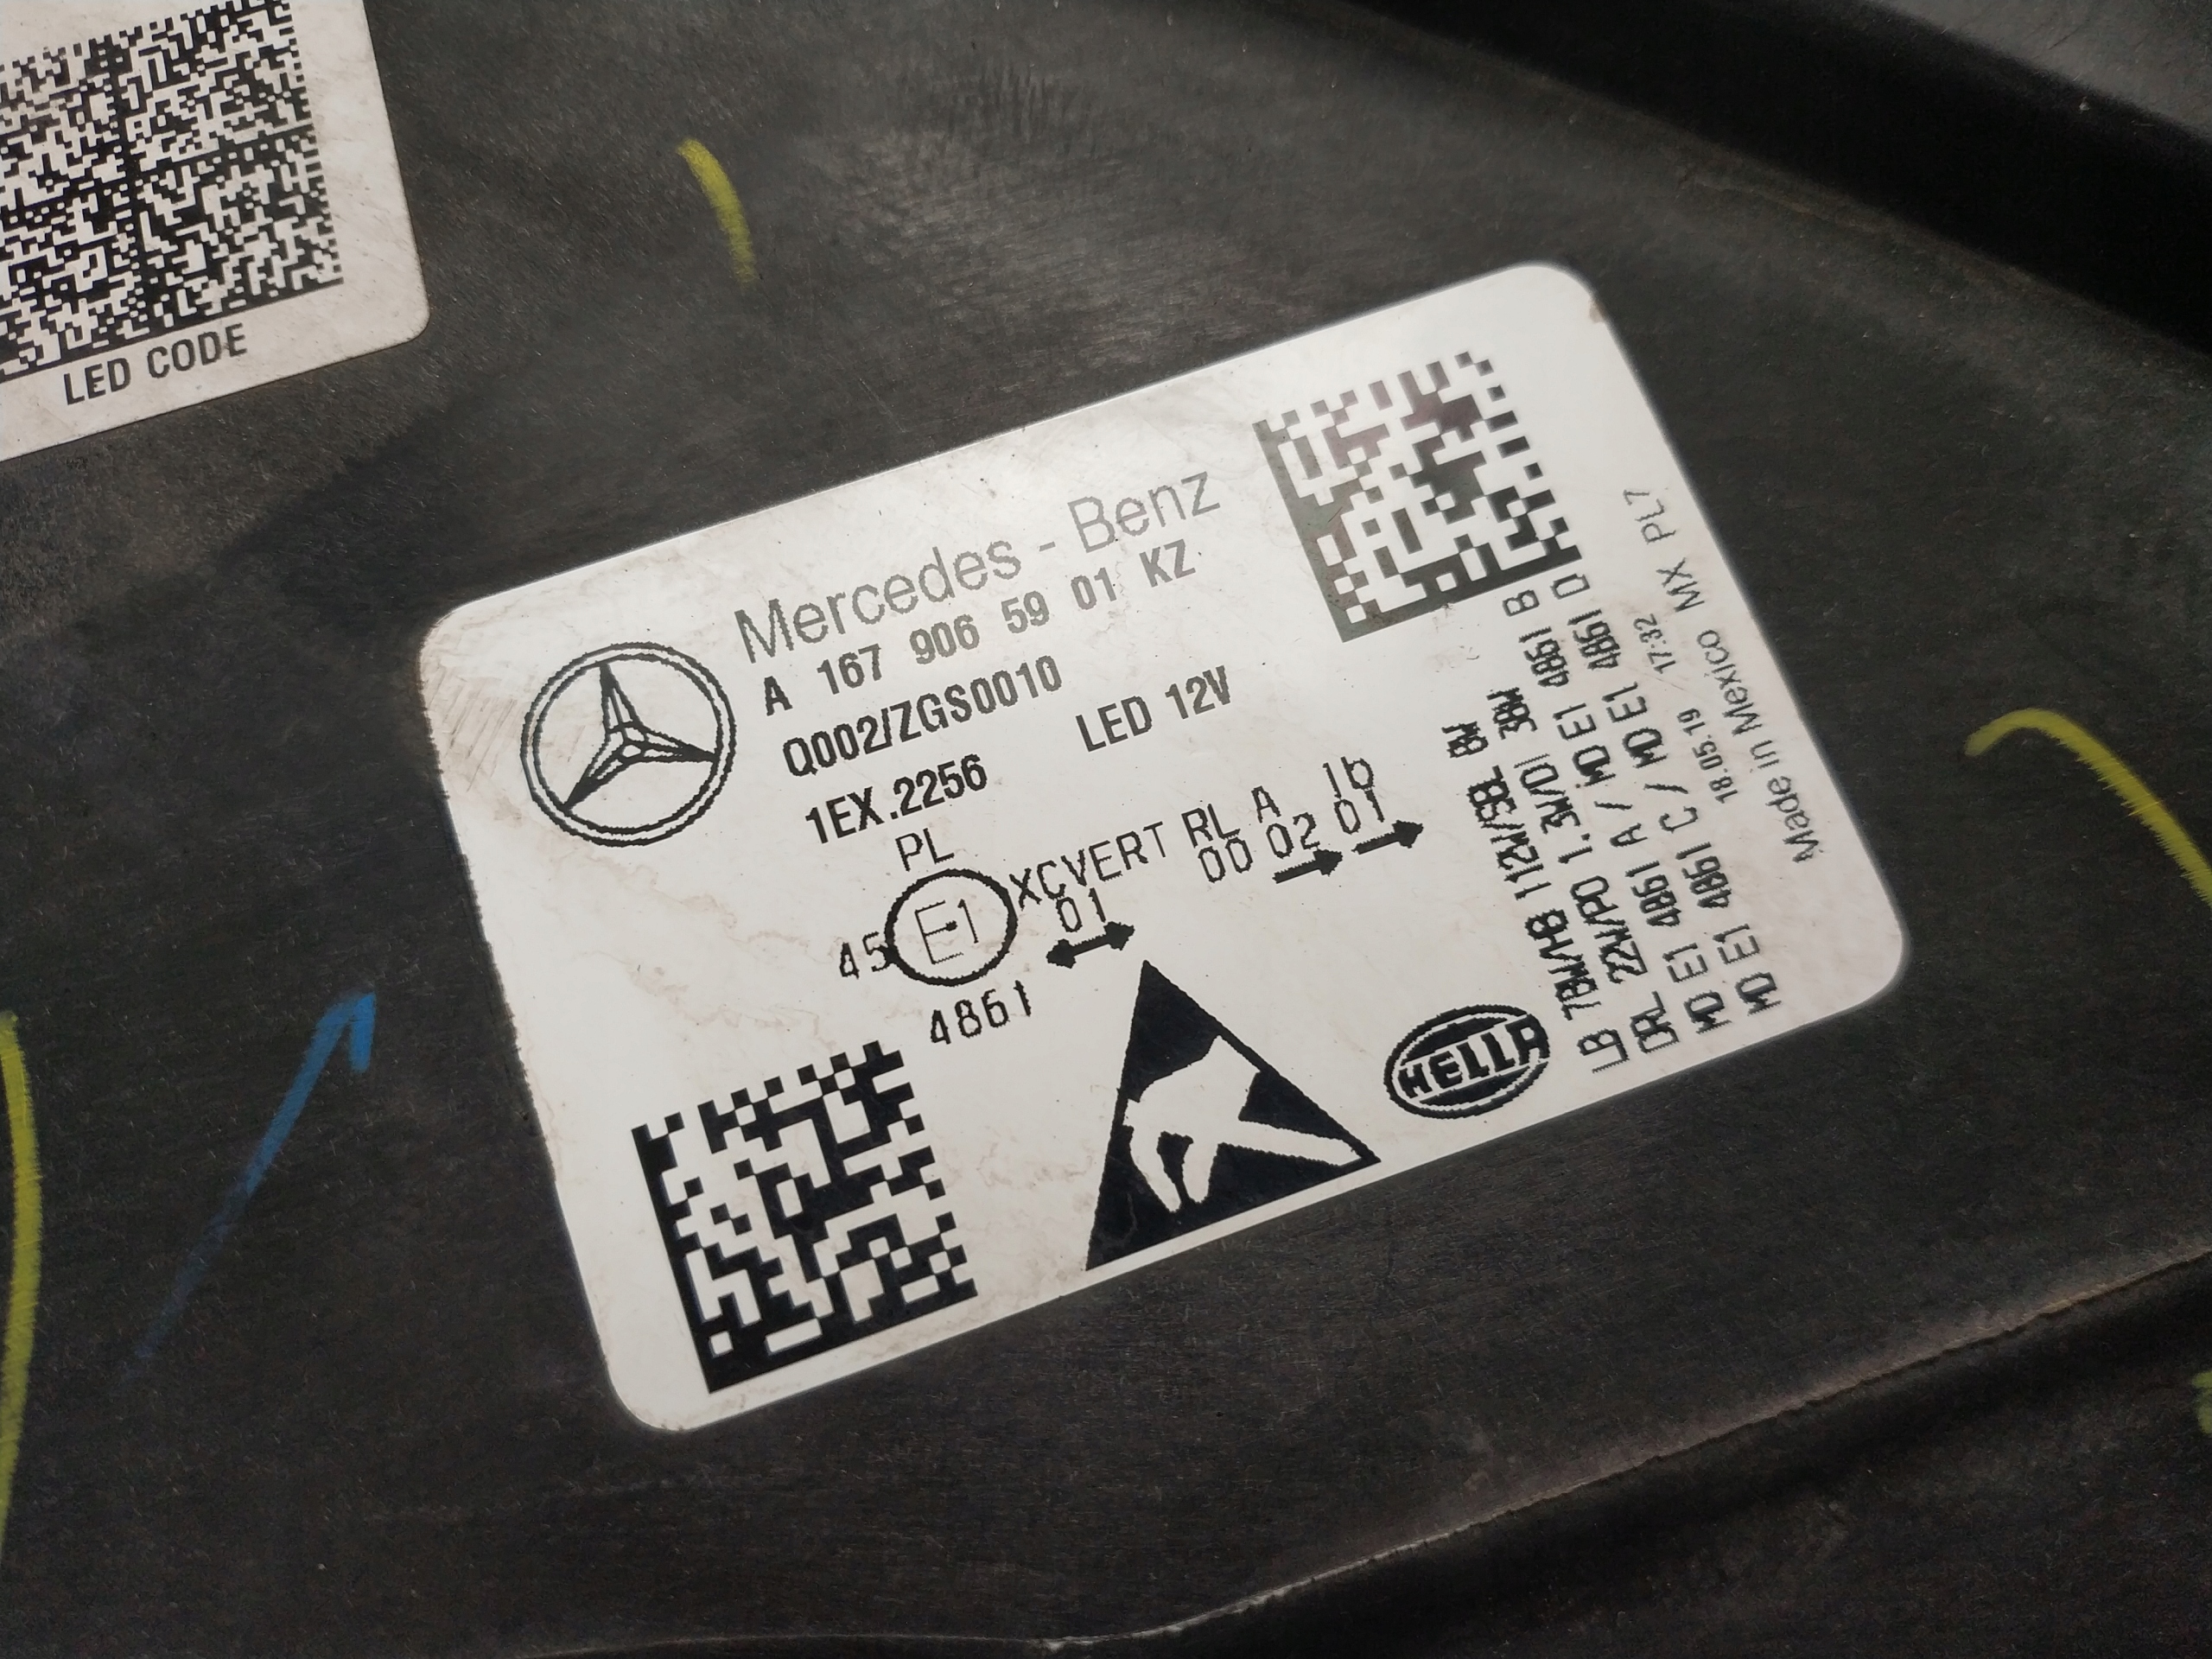 LED CODE
Mercedes - Benz
A 167 906 59 01 KZ
Q002/ZGS0010
1EX.2256 LED 12V
PL
XCVERT RL A 1b
01 00 02 01
45 E1
4861
HELLA
LB 78W/HB 112W/SBL 8W
DRL 22W/PO 1.3W/DI 38W
MD E1 4861 A / MD E1 4861 B
MD E1 4861 C / MD E1 4861 D
18.05.19 17:32
Made in Mexico MX PL7